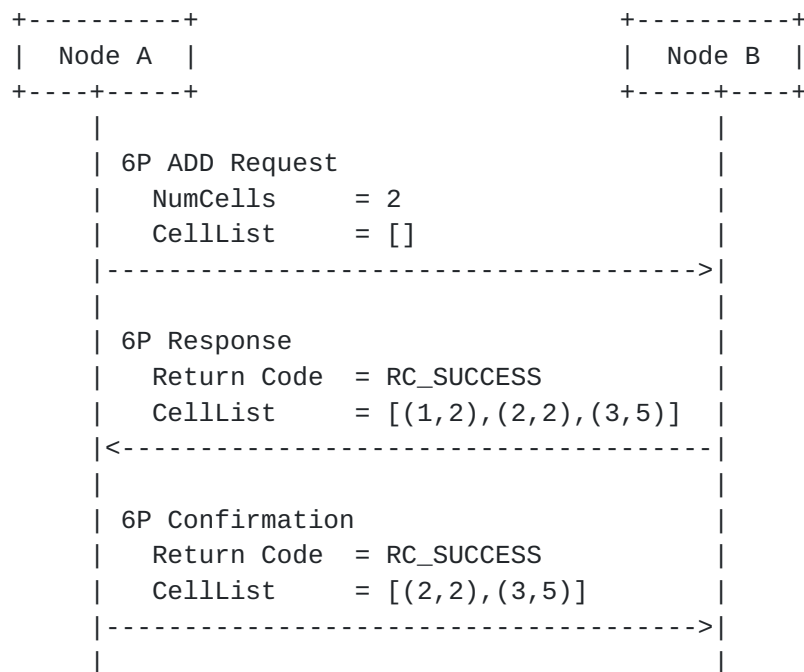 +----------+                           +----------+
|  Node A  |                           |  Node B  |
+----+-----+                           +-----+----+
     |                                       |
     | 6P ADD Request                        |
     |   NumCells     = 2                    |
     |   CellList     = []                   |
     |-------------------------------------->|
     |                                       |
     | 6P Response                           |
     |   Return Code  = RC_SUCCESS           |
     |   CellList     = [(1,2),(2,2),(3,5)]  |
     |<--------------------------------------|
     |                                       |
     | 6P Confirmation                       |
     |   Return Code  = RC_SUCCESS           |
     |   CellList     = [(2,2),(3,5)]        |
     |-------------------------------------->|
     |                                       |